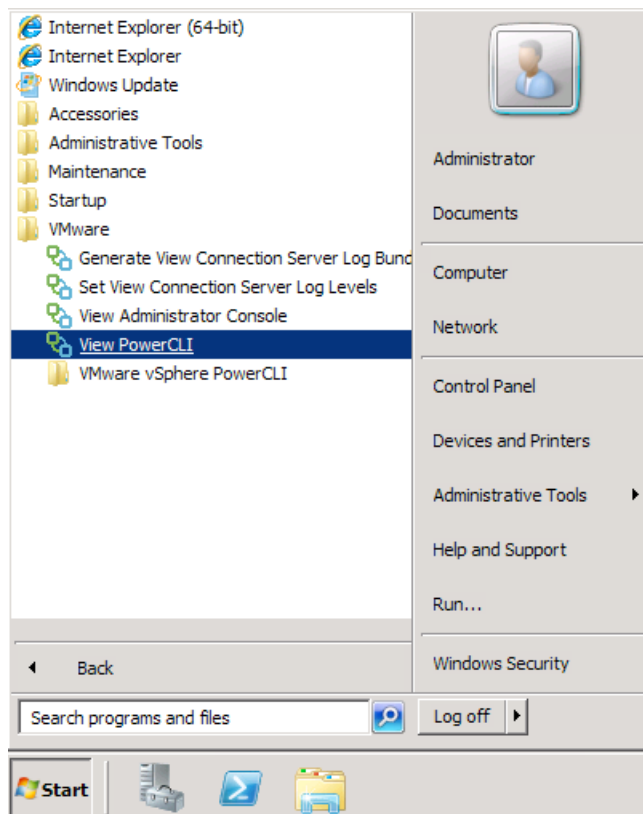 Internet Explorer (64-bit)
Internet Explorer
Windows Update
Accessories
Administrative Tools
Maintenance
Startup
VMware
Generate View Connection Server Log Bund
Set View Connection Server Log Levels
View Administrator Console
View PowerCLI
VMware vSphere PowerCLI
Back
Search programs and files
Administrator
Documents
Computer
Network
Control Panel
Devices and Printers
Administrative Tools
Help and Support
Run...
Windows Security
Log off
Start